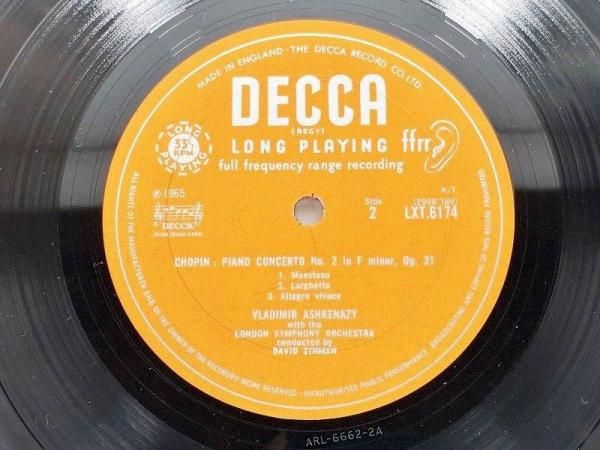 MADE IN ENGLAND · THE DECCA RECORD CO. LTD.
DECCA
(REGᴰ)
LONG PLAYING
ffrr
full frequency range recording
LONG
33⅓
RPM
PLAYING
K/T
℗ 1965
Side
2
(ARL.6662)
LXT.6174
DECCA
CHOPIN : PIANO CONCERTO No. 2 in F minor, Op. 21
1. Maestoso
2. Larghetto
3. Allegro vivace
VLADIMIR ASHKENAZY
with the
LONDON SYMPHONY ORCHESTRA
conducted by
DAVID ZINMAN
ALL RIGHTS OF THE MANUFACTURER AND OF THE OWNER OF THE RECORDED WORK RESERVED · UNAUTHORISED PUBLIC PERFORMANCE, BROADCASTING AND COPYING OF THIS RECORD PROHIBITED
ARL-6662-2A